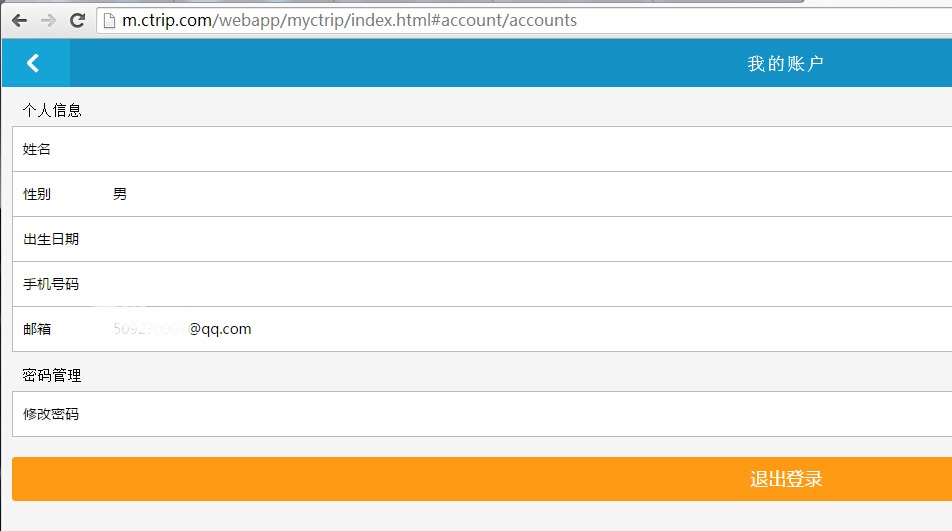 m.ctrip.com/webapp/myctrip/index.html#account/accounts
我的账户
个人信息
姓名
性别 男
出生日期
手机号码
邮箱 @qq.com
密码管理
修改密码
退出登录